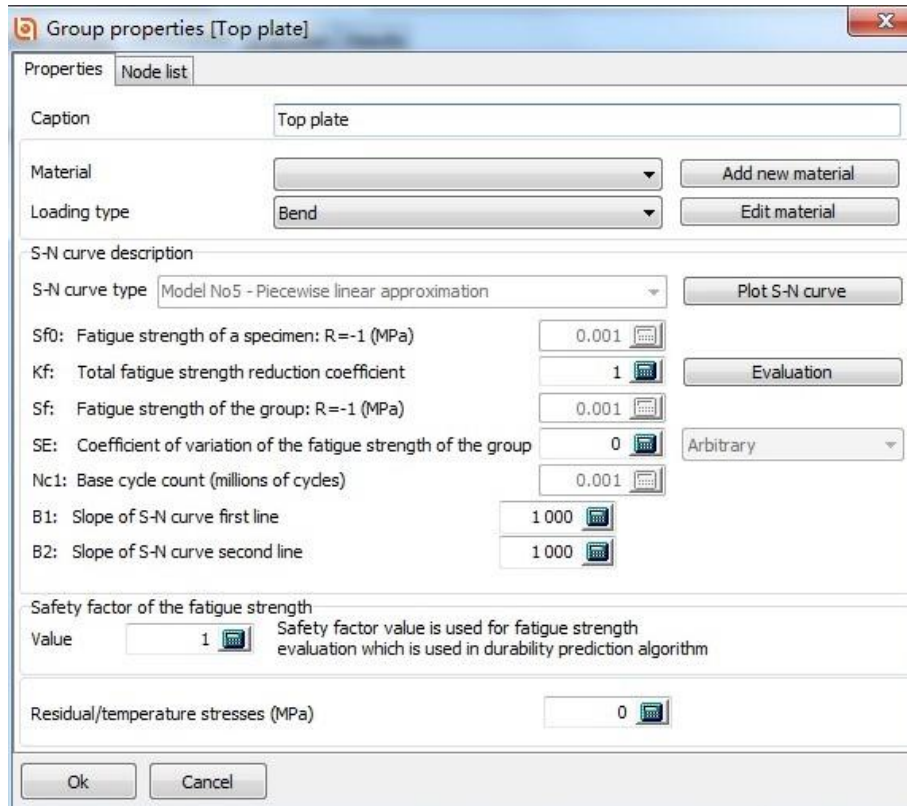 Group properties [Top plate]
Properties Node list
Caption Top plate
Material Add new material
Loading type Bend Edit material
S-N curve description
S-N curve type Model No5 - Piecewise linear approximation Plot S-N curve
Sf0: Fatigue strength of a specimen: R=-1 (MPa) 0.001
Kf: Total fatigue strength reduction coefficient 1 Evaluation
Sf: Fatigue strength of the group: R=-1 (MPa) 0.001
SE: Coefficient of variation of the fatigue strength of the group 0 Arbitrary
Nc1: Base cycle count (millions of cycles) 0.001
B1: Slope of S-N curve first line 1 000
B2: Slope of S-N curve second line 1 000
Safety factor of the fatigue strength
Value 1 Safety factor value is used for fatigue strength
evaluation which is used in durability prediction algorithm
Residual/temperature stresses (MPa) 0
Ok Cancel